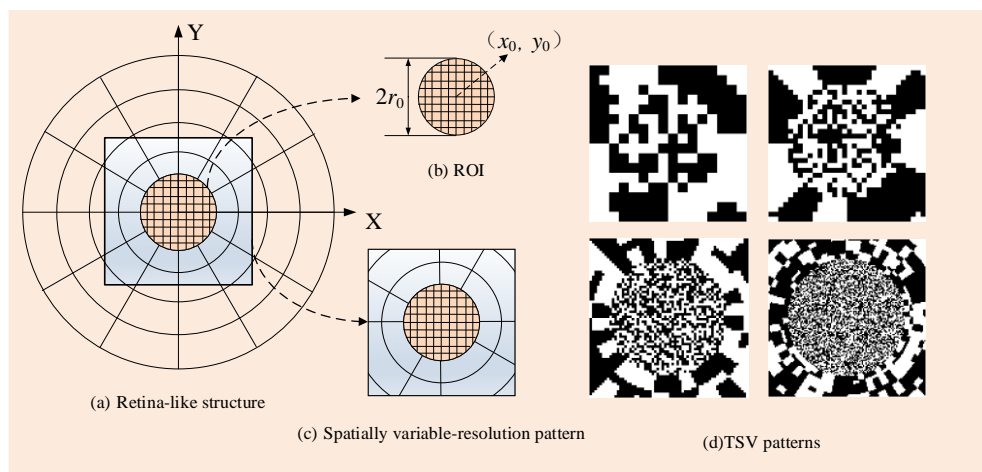 Y
X
(a) Retina-like structure
2r₀
（x₀, y₀）
(b) ROI
(c) Spatially variable-resolution pattern
(d)TSV patterns